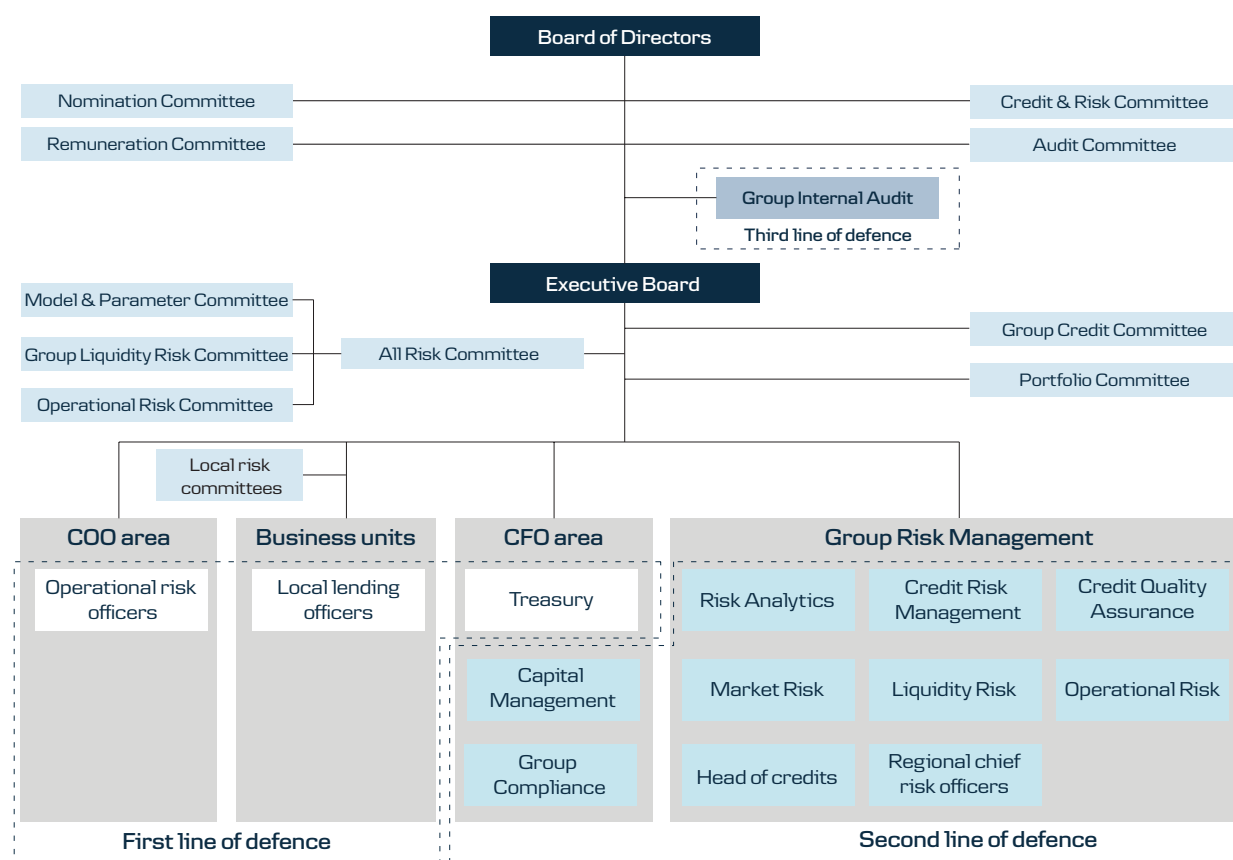 Board of Directors
Nomination Committee
Credit & Risk Committee
Remuneration Committee
Audit Committee
Group Internal Audit
Third line of defence
Executive Board
Model & Parameter Committee
Group Credit Committee
Group Liquidity Risk Committee
All Risk Committee
Portfolio Committee
Operational Risk Committee
Local risk
committees
COO area
Business units
CFO area
Group Risk Management
Operational risk
officers
Local lending
officers
Treasury
Risk Analytics
Credit Risk
Management
Credit Quality
Assurance
Capital
Management
Market Risk
Liquidity Risk
Operational Risk
Group
Compliance
Head of credits
Regional chief
risk officers
First line of defence
Second line of defence